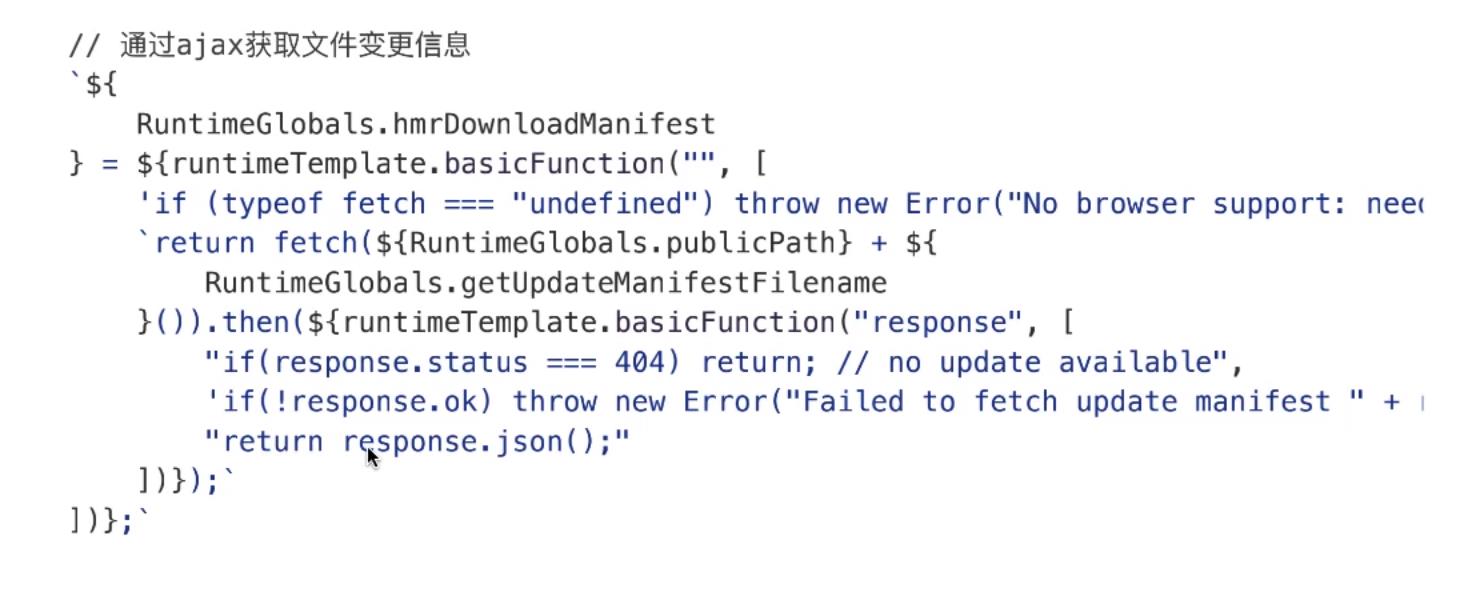 // 通过ajax获取文件变更信息
`${
    RuntimeGlobals.hmrDownloadManifest
} = ${runtimeTemplate.basicFunction("", [
    'if (typeof fetch === "undefined") throw new Error("No browser support: need
    `return fetch(${RuntimeGlobals.publicPath} + ${
        RuntimeGlobals.getUpdateManifestFilename
    }()).then(${runtimeTemplate.basicFunction("response", [
        "if(response.status === 404) return; // no update available",
        'if(!response.ok) throw new Error("Failed to fetch update manifest " +
        "return response.json();"
    ])});`
])};`